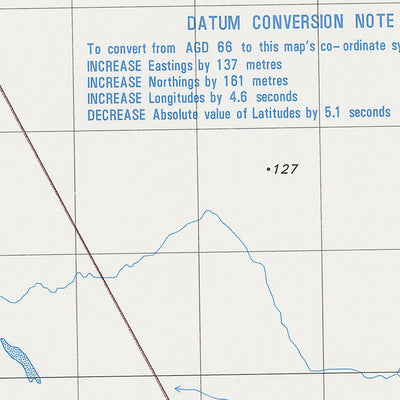 DATUM CONVERSION NOTE
To convert from AGD 66 to this map's co-ordinate
INCREASE Eastings by 137 metres
INCREASE Northings by 161 metres
INCREASE Longitudes by 4.6 seconds
DECREASE Absolute value of Latitudes by 5.1 seconds
•127